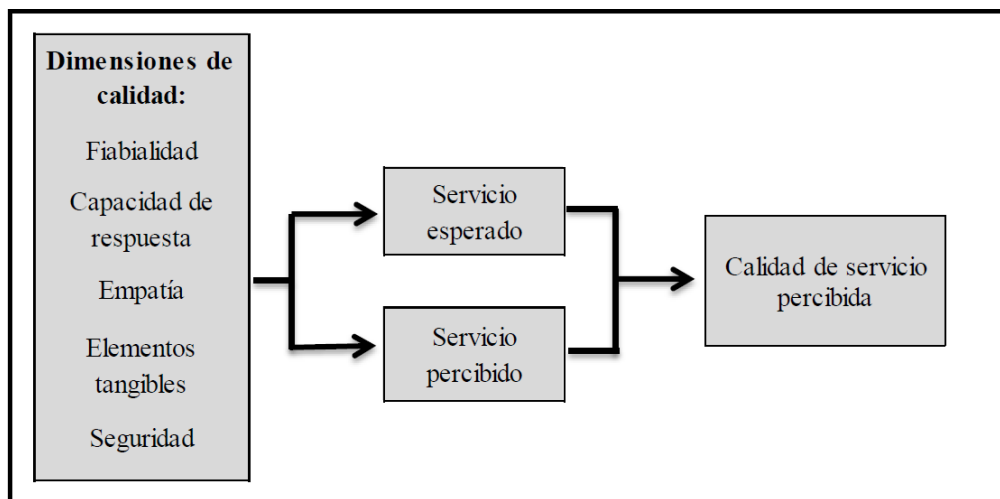 Dimensiones de
calidad:
Fiabialidad
Capacidad de
respuesta
Empatía
Elementos
tangibles
Seguridad
Servicio
esperado
Servicio
percibido
Calidad de servicio
percibida